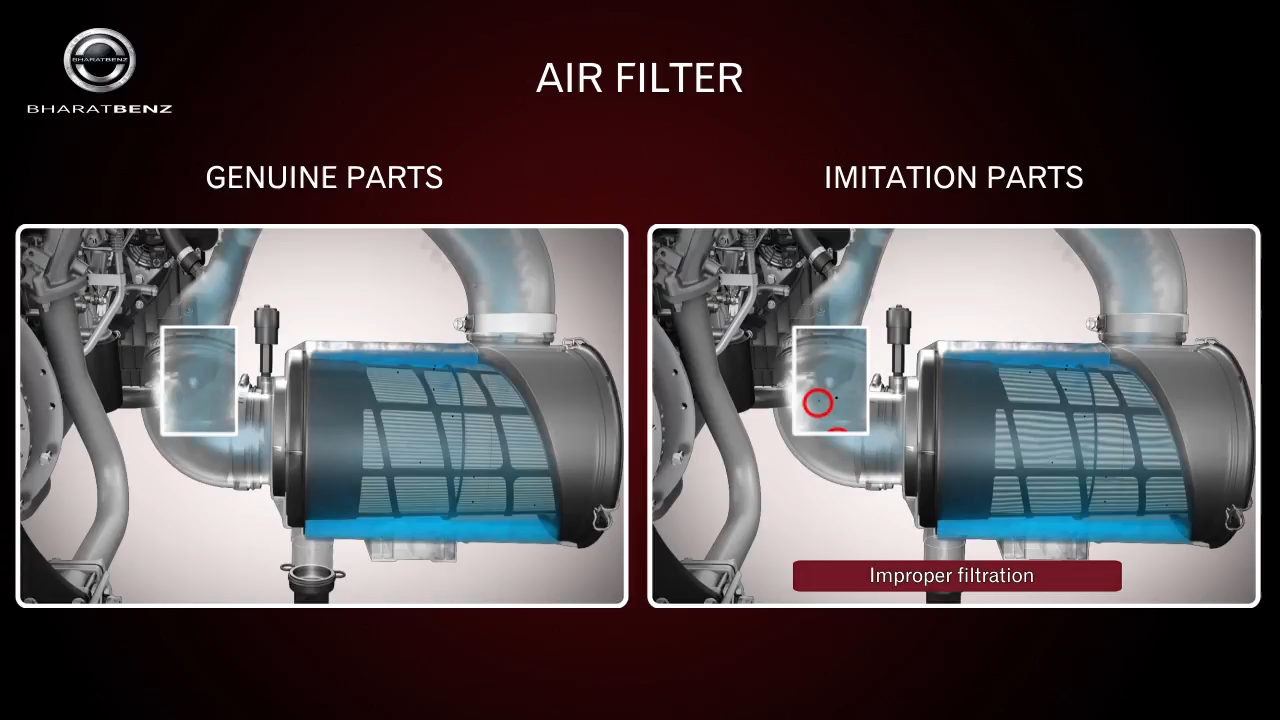 BHARATBENZ
BHARATBENZ
AIR FILTER
GENUINE PARTS
IMITATION PARTS
Improper filtration